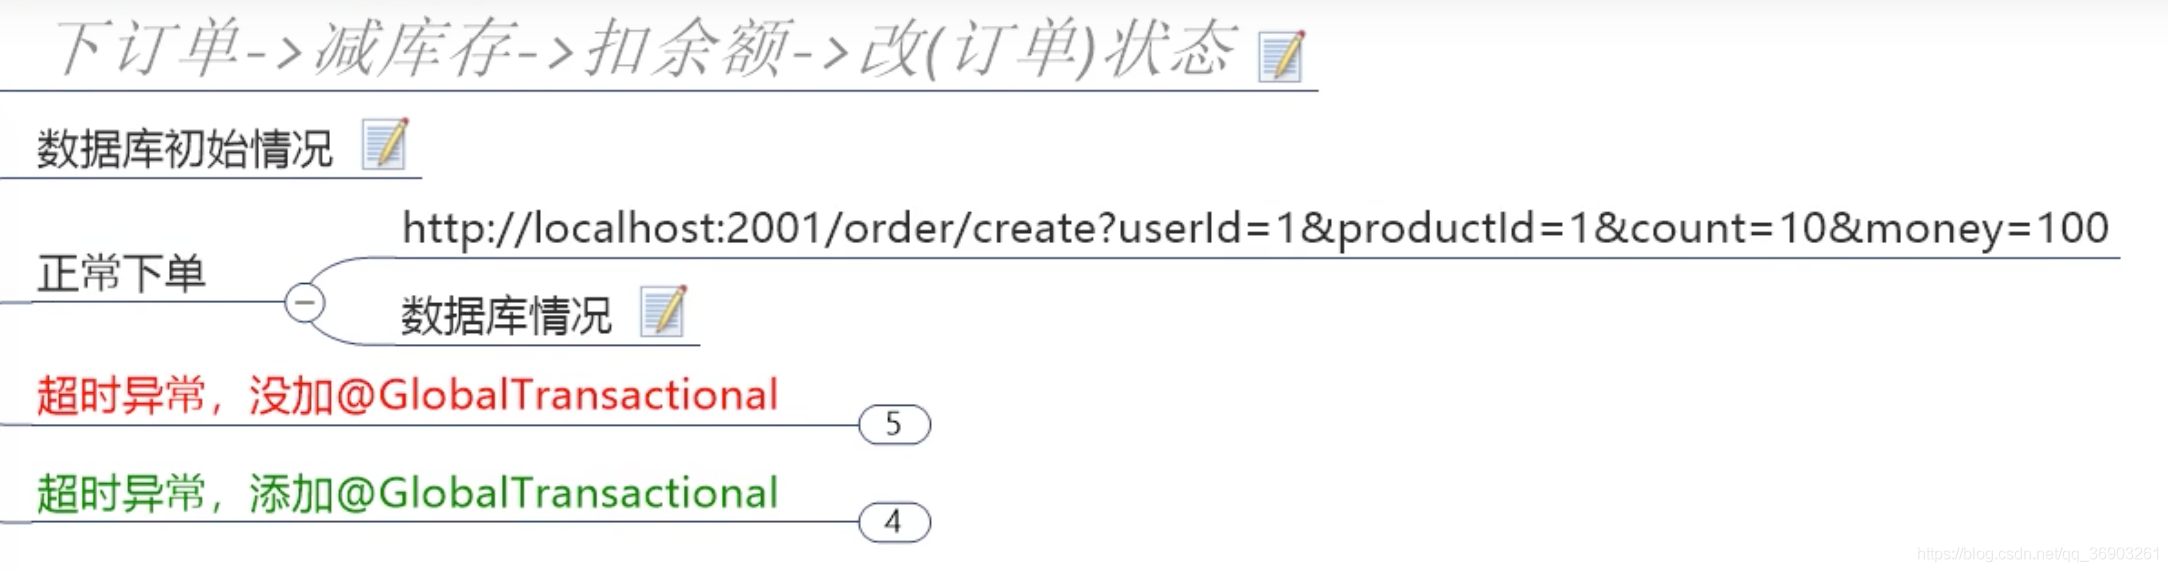 下订单->减库存->扣余额->改(订单)状态
数据库初始情况
http://localhost:2001/order/create?userId=1&productId=1&count=10&money=100
正常下单
数据库情况
超时异常，没加@GlobalTransactional
5
超时异常，添加@GlobalTransactional
4
https://blog.csdn.net/qq_36903261